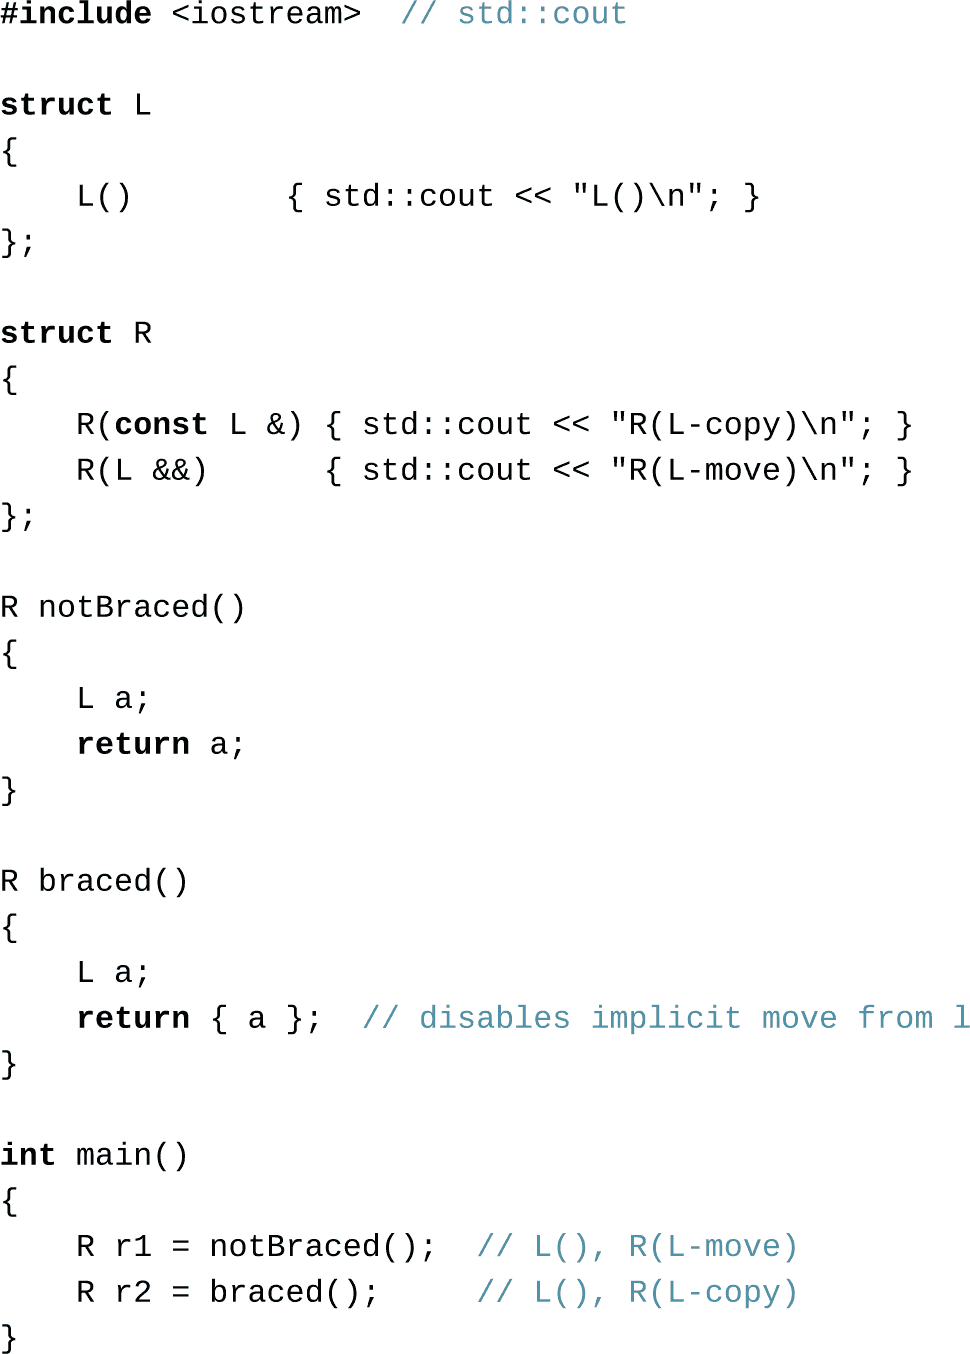 #include <iostream>  // std::cout

struct L
{
    L()        { std::cout << "L()\n"; }
};

struct R
{
    R(const L &) { std::cout << "R(L-copy)\n"; }
    R(L &&)      { std::cout << "R(L-move)\n"; }
};

R notBraced()
{
    L a;
    return a;
}

R braced()
{
    L a;
    return { a };  // disables implicit move from l
}

int main()
{
    R r1 = notBraced();  // L(), R(L-move)
    R r2 = braced();     // L(), R(L-copy)
}